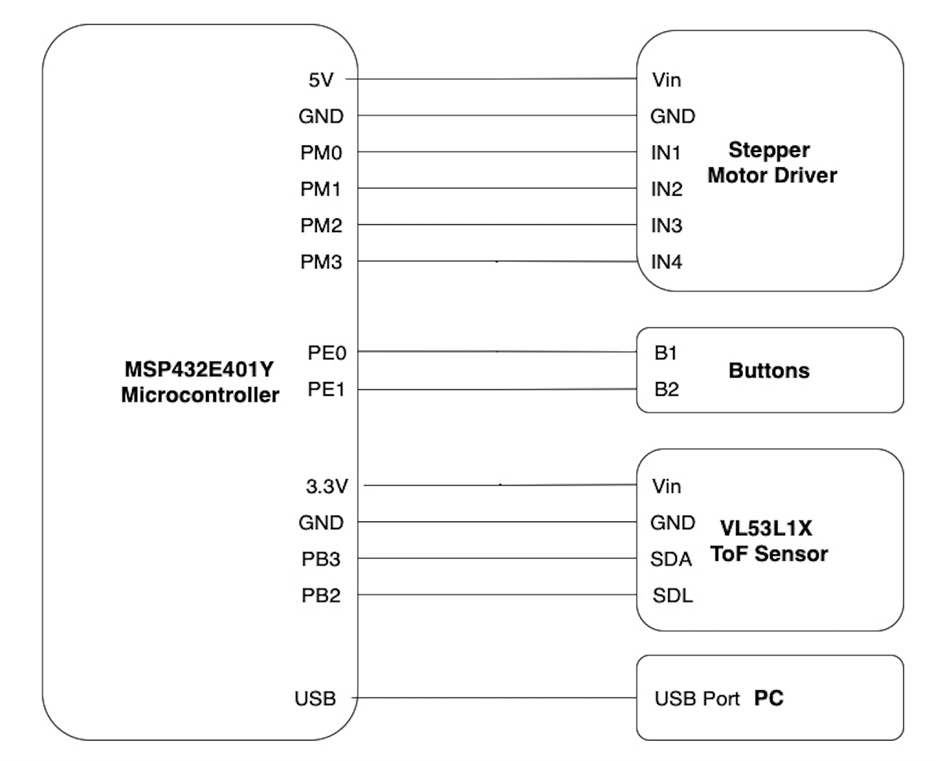 5V
Vin
GND
GND
PM0
IN1
Stepper
Motor Driver
PM1
IN2
PM2
IN3
PM3
IN4
MSP432E401Y
Microcontroller
PE0
B1
Buttons
PE1
B2
3.3V
Vin
GND
GND
VL53L1X
ToF Sensor
PB3
SDA
PB2
SDL
USB
USB Port PC